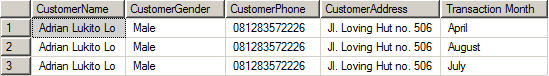 CustomerName CustomerGender CustomerPhone CustomerAddress Transaction Month
1 Adrian Lukito Lo Male 081283572226 Jl. Loving Hut no. 506 April
2 Adrian Lukito Lo Male 081283572226 Jl. Loving Hut no. 506 August
3 Adrian Lukito Lo Male 081283572226 Jl. Loving Hut no. 506 July